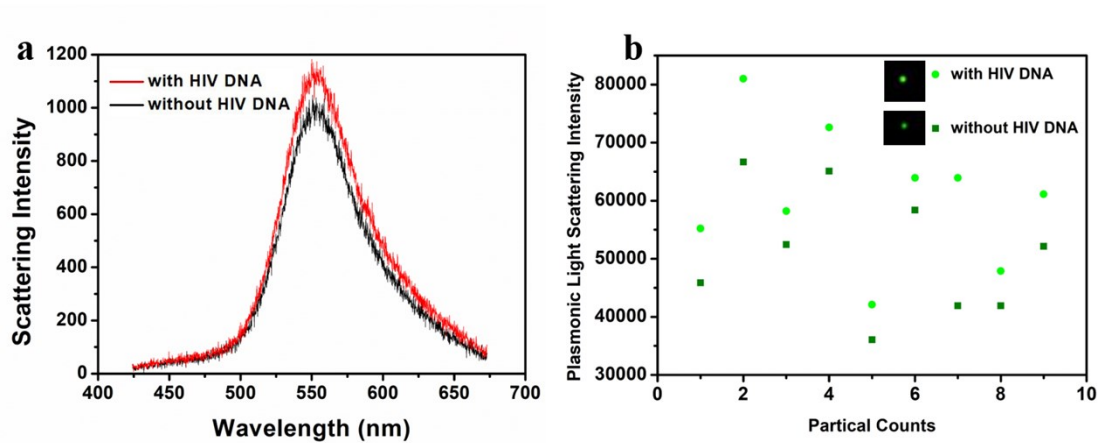 a
1200
1000
800
600
400
200
0
400 450 500 550 600 650 700
Scattering Intensity
Wavelength (nm)
with HIV DNA
without HIV DNA
b
80000
70000
60000
50000
40000
30000
0 2 4 6 8 10
Plasmonic Light Scattering Intensity
Partical Counts
with HIV DNA
without HIV DNA